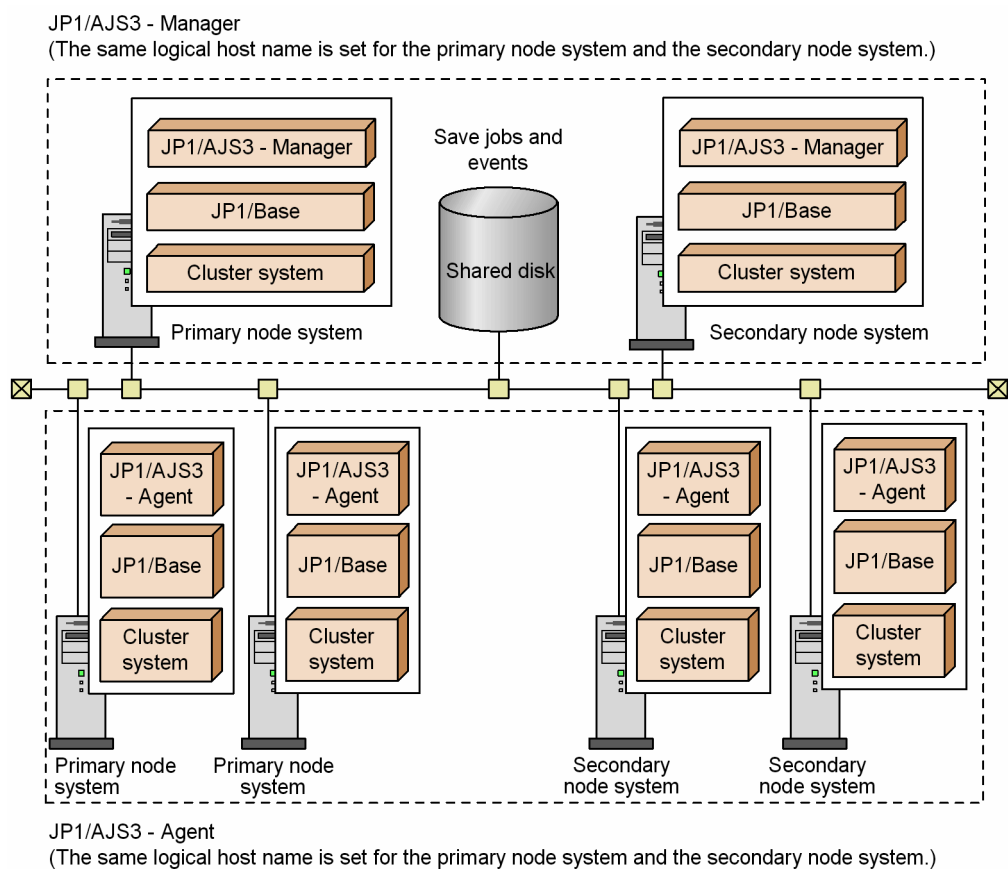 JP1/AJS3 - Manager
(The same logical host name is set for the primary node system and the secondary node system.)
JP1/AJS3 - Manager
JP1/Base
Cluster system
Primary node system
Save jobs and
events
Shared disk
JP1/AJS3 - Manager
JP1/Base
Cluster system
Secondary node system
JP1/AJS3
- Agent
JP1/Base
Cluster
system
Primary node
system
JP1/AJS3
- Agent
JP1/Base
Cluster
system
Primary node
system
JP1/AJS3
- Agent
JP1/Base
Cluster
system
Secondary
node system
JP1/AJS3
- Agent
JP1/Base
Cluster
system
Secondary
node system
JP1/AJS3 - Agent
(The same logical host name is set for the primary node system and the secondary node system.)